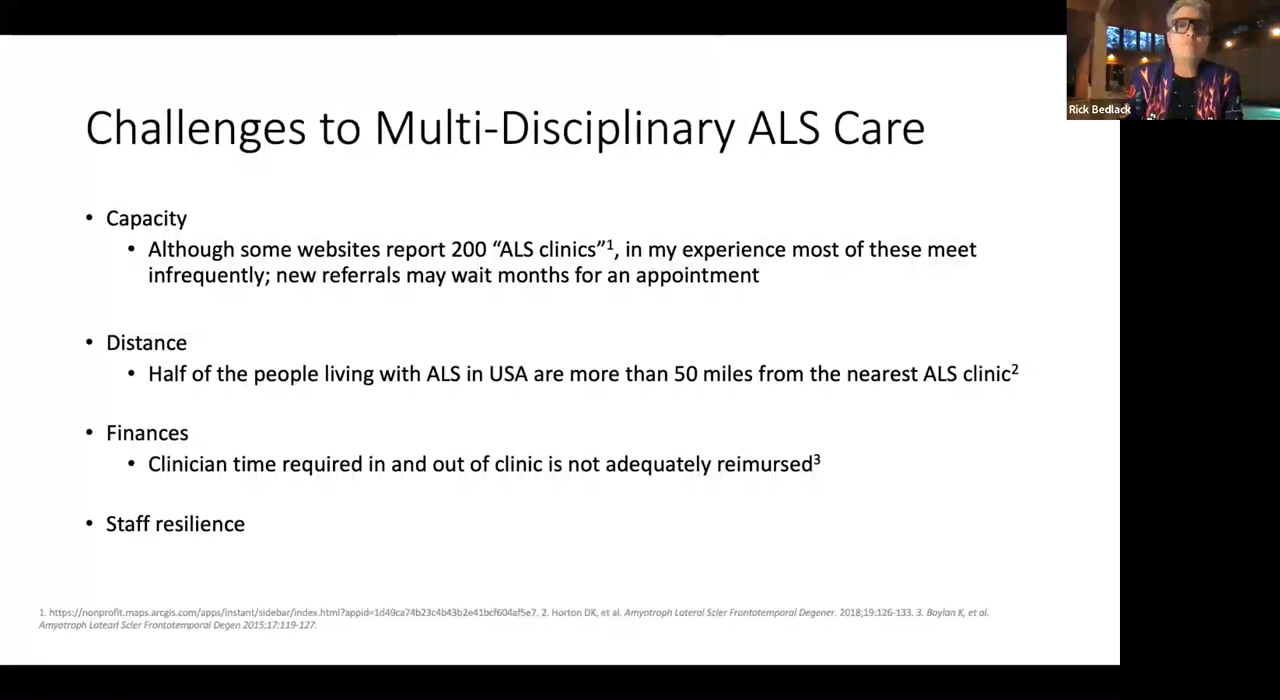 Rick Bedlack
Challenges to Multi-Disciplinary ALS Care
• Capacity
• Although some websites report 200 “ALS clinics”1, in my experience most of these meet
infrequently; new referrals may wait months for an appointment
• Distance
• Half of the people living with ALS in USA are more than 50 miles from the nearest ALS clinic2
• Finances
• Clinician time required in and out of clinic is not adequately reimursed3
• Staff resilience
1. https://nonprofit.maps.arcgis.com/apps/instant/sidebar/index.html?appid=1d49ca74b23c4b43b2e41bcf604af5e7. 2. Horton DK, et al. Amyotroph Lateral Scler Frontotemporal Degener. 2018;19:126-133. 3. Boylan K, et al.
Amyotroph Latearl Scler Frontotemporal Degen 2015;17:119-127.